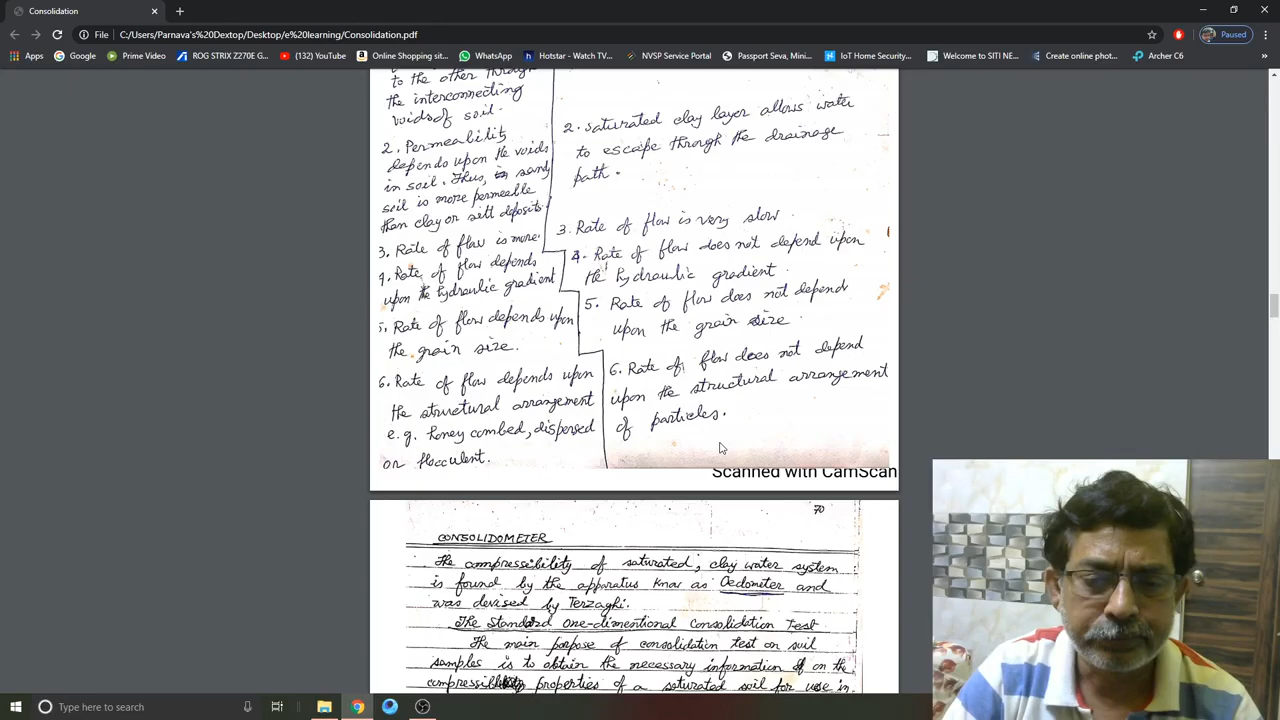 Consolidation
File
C:/Users/Parnava's%20Dextop/Desktop/e%20learning/Consolidation.pdf
Paused
Apps
Google
Prime Video
ROG STRIX Z270E G...
(132) YouTube
Online Shopping sit...
WhatsApp
Hotstar - Watch TV...
NVSP Service Portal
Passport Seva, Mini...
IoT Home Security...
Welcome to SITI NE...
Create online phot...
Archer C6
to the other through
the interconnecting
voids of soil.
2. Permeability
depends upon the voids
in soil. Thus, in sandy
soil is more permeable
than clay or silt deposits.
3. Rate of flow is more.
4. Rate of flow depends
upon the hydraulic gradient
5. Rate of flow depends upon
the grain size.
6. Rate of flow depends upon
the structural arrangement
e.g. honey combed, dispersed
or flocculent.
2. Saturated clay layer allows water
to escape through the drainage
path.
3. Rate of flow is very slow
4. Rate of flow does not depend upon
the hydraulic gradient
5. Rate of flow does not depend
upon the grain size
6. Rate of flow does not depend
upon the structural arrangement
of particles.
Scanned with CamScan
70
CONSOLIDOMETER
The compressibility of saturated, clay water system
is found by the apparatus know as Oedometer and
was devised by Terzaghi.
The standard one-dimentional consolidation test
The main porpose of consolidation test on soil
samples is to obtain the necessary information on the
compressibility properties of a saturated soil for use in
Type here to search